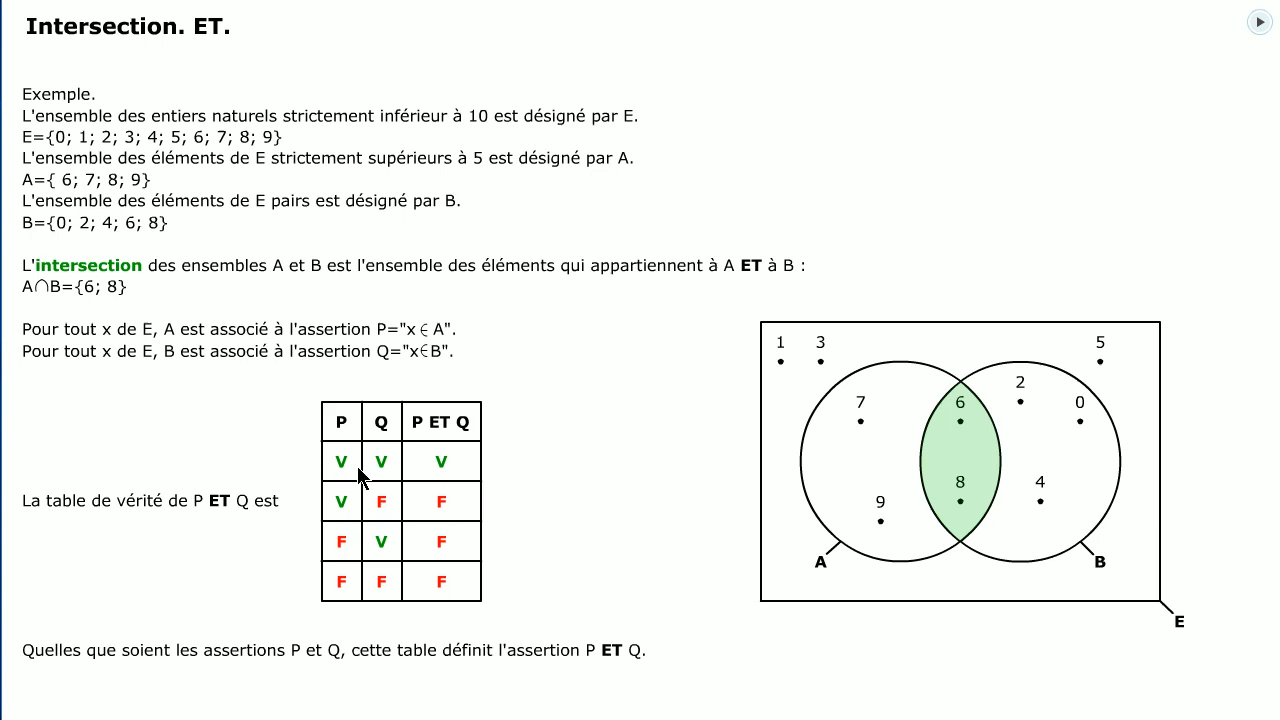 Intersection. ET.
Exemple.
L'ensemble des entiers naturels strictement inférieur à 10 est désigné par E.
E={0; 1; 2; 3; 4; 5; 6; 7; 8; 9}
L'ensemble des éléments de E strictement supérieurs à 5 est désigné par A.
A={ 6; 7; 8; 9}
L'ensemble des éléments de E pairs est désigné par B.
B={0; 2; 4; 6; 8}
L'intersection des ensembles A et B est l'ensemble des éléments qui appartiennent à A ET à B :
A∩B={6; 8}
Pour tout x de E, A est associé à l'assertion P="x ∈ A".
Pour tout x de E, B est associé à l'assertion Q="x∈B".
La table de vérité de P ET Q est
P Q P ET Q
V V V
V F F
F V F
F F F
1 3 5
2
7 6 0
8 4
9
A B
E
Quelles que soient les assertions P et Q, cette table définit l'assertion P ET Q.